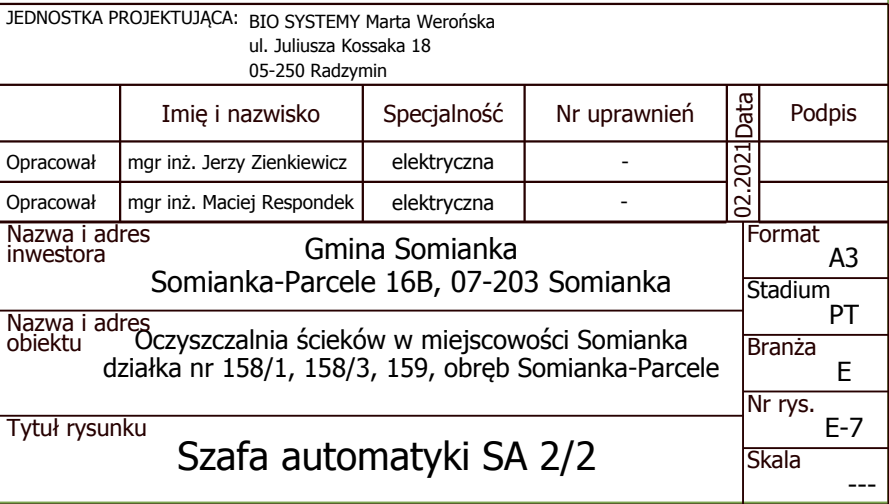 JEDNOSTKA PROJEKTUJĄCA: BIO SYSTEMY Marta Werońska
ul. Juliusza Kossaka 18
05-250 Radzymin
Imię i nazwisko Specjalność Nr uprawnień Data Podpis
Opracował mgr inż. Jerzy Zienkiewicz elektryczna - 02.2021
Opracował mgr inż. Maciej Respondek elektryczna -
Nazwa i adres
inwestora
Gmina Somianka
Somianka-Parcele 16B, 07-203 Somianka
Format
A3
Stadium
PT
Nazwa i adres
obiektu
Oczyszczalnia ścieków w miejscowości Somianka
działka nr 158/1, 158/3, 159, obręb Somianka-Parcele
Branża
E
Nr rys.
E-7
Tytuł rysunku
Szafa automatyki SA 2/2
Skala
---